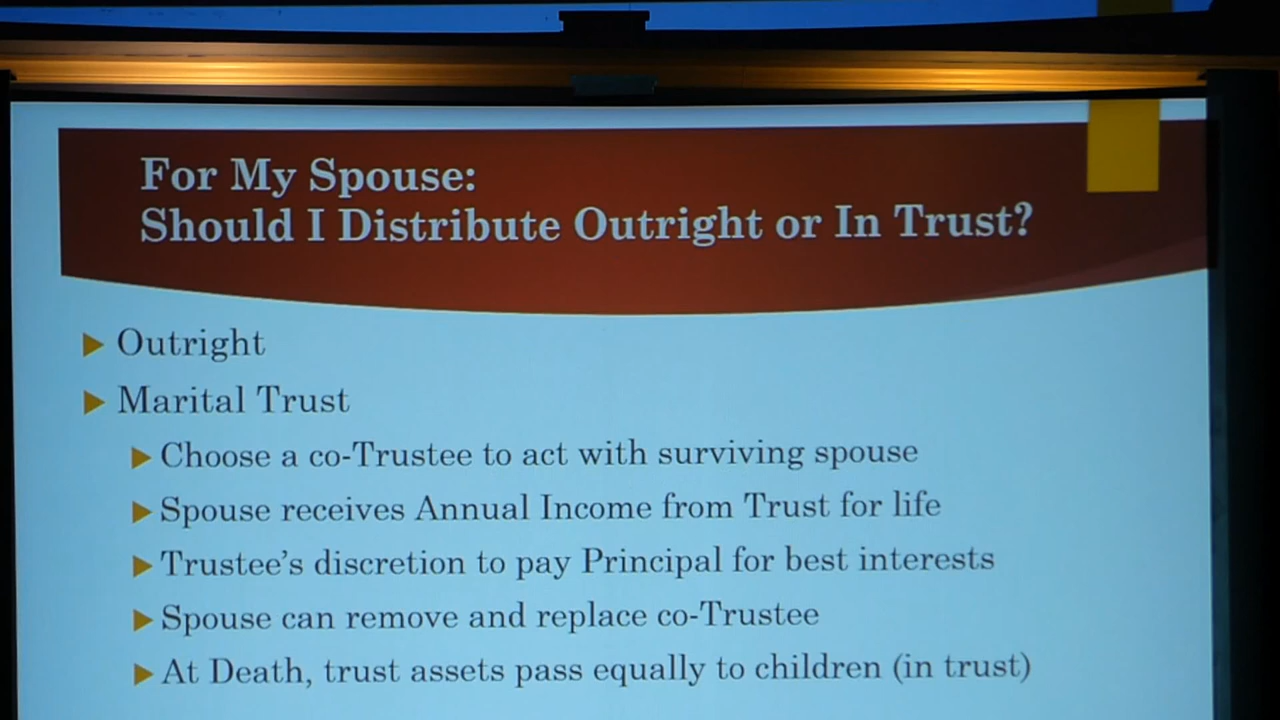 For My Spouse:
Should I Distribute Outright or In Trust?
Outright
Marital Trust
Choose a co-Trustee to act with surviving spouse
Spouse receives Annual Income from Trust for life
Trustee’s discretion to pay Principal for best interests
Spouse can remove and replace co-Trustee
At Death, trust assets pass equally to children (in trust)